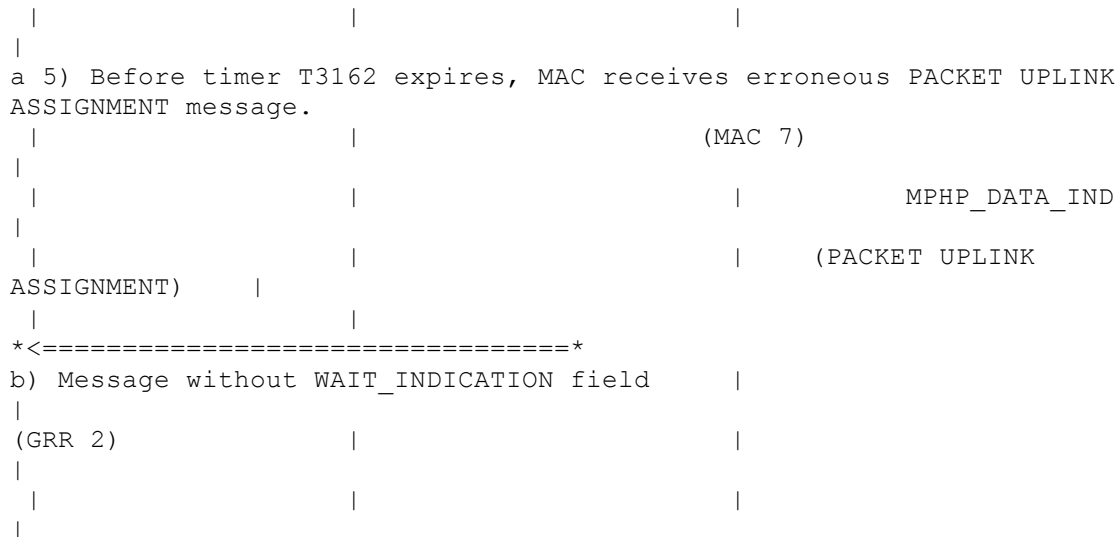 |                    |                       |
|
a 5) Before timer T3162 expires, MAC receives erroneous PACKET UPLINK
ASSIGNMENT message.
 |                    |                     (MAC 7)
|
 |                    |                       |          MPHP_DATA_IND
|
 |                    |                       |    (PACKET UPLINK
ASSIGNMENT)    |
 |                    |
*<=================================*
b) Message without WAIT_INDICATION field      |
|
(GRR 2)               |                       |
|
 |                    |                       |
|